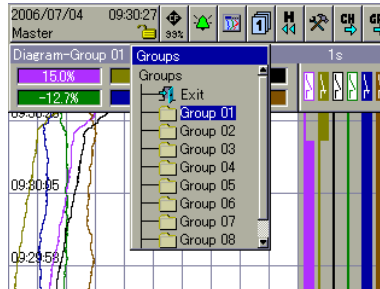 2006/07/04 09:30:27
Master
99%
1
H
CH
Diagram-Group 01
Groups
1s
15.0%
-12.7%
Groups
Exit
Group 01
Group 02
Group 03
Group 04
Group 05
Group 06
Group 07
Group 08
09:30:05
09:29:58